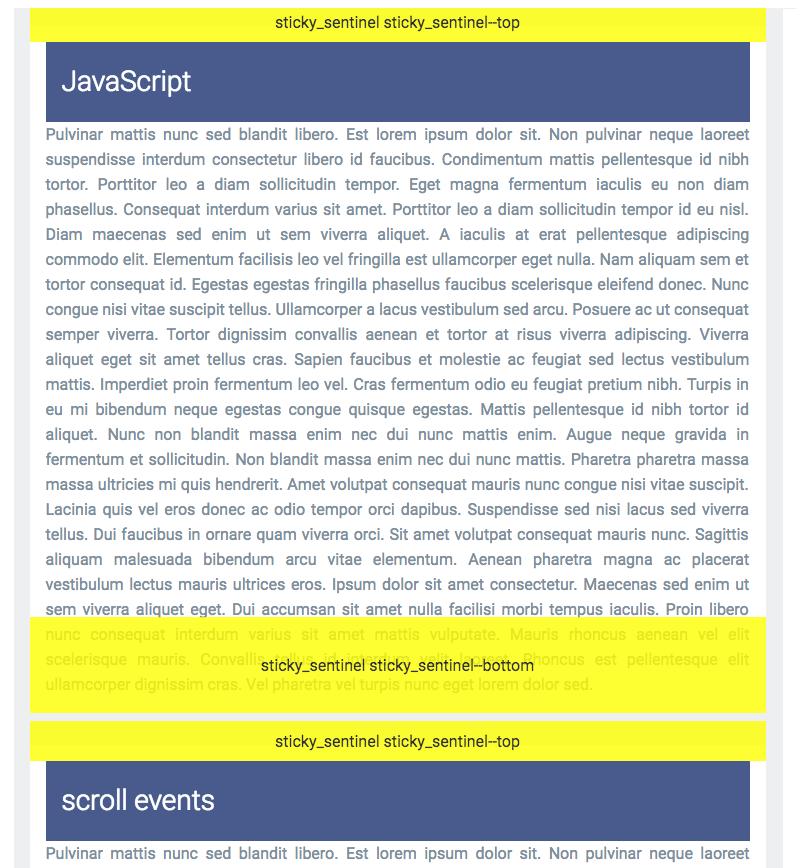 sticky_sentinel sticky_sentinel--top
JavaScript
Pulvinar mattis nunc sed blandit libero. Est lorem ipsum dolor sit. Non pulvinar neque laoreet
suspendisse interdum consectetur libero id faucibus. Condimentum mattis pellentesque id nibh
tortor. Porttitor leo a diam sollicitudin tempor. Eget magna fermentum iaculis eu non diam
phasellus. Consequat interdum varius sit amet. Porttitor leo a diam sollicitudin tempor id eu nisl.
Diam maecenas sed enim ut sem viverra aliquet. A iaculis at erat pellentesque adipiscing
commodo elit. Elementum facilisis leo vel fringilla est ullamcorper eget nulla. Nam aliquam sem et
tortor consequat id. Egestas egestas fringilla phasellus faucibus scelerisque eleifend donec. Nunc
congue nisi vitae suscipit tellus. Ullamcorper a lacus vestibulum sed arcu. Posuere ac ut consequat
semper viverra. Tortor dignissim convallis aenean et tortor at risus viverra adipiscing. Viverra
aliquet eget sit amet tellus cras. Sapien faucibus et molestie ac feugiat sed lectus vestibulum
mattis. Imperdiet proin fermentum leo vel. Cras fermentum odio eu feugiat pretium nibh. Turpis in
eu mi bibendum neque egestas congue quisque egestas. Mattis pellentesque id nibh tortor id
aliquet. Nunc non blandit massa enim nec dui nunc mattis enim. Augue neque gravida in
fermentum et sollicitudin. Non blandit massa enim nec dui nunc mattis. Pharetra pharetra massa
massa ultricies mi quis hendrerit. Amet volutpat consequat mauris nunc congue nisi vitae suscipit.
Lacinia quis vel eros donec ac odio tempor orci dapibus. Suspendisse sed nisi lacus sed viverra
tellus. Dui faucibus in ornare quam viverra orci. Sit amet volutpat consequat mauris nunc. Sagittis
aliquam malesuada bibendum arcu vitae elementum. Aenean pharetra magna ac placerat
vestibulum lectus mauris ultrices eros. Ipsum dolor sit amet consectetur. Maecenas sed enim ut
sem viverra aliquet eget. Dui accumsan sit amet nulla facilisi morbi tempus iaculis. Proin libero
nunc consequat interdum varius sit amet mattis vulputate. Mauris rhoncus aenean vel elit
scelerisque mauris. Convallis Rhoncus est pellentesque elit
sticky_sentinel sticky_sentinel--bottom
ullamcorper dignissim cras. Vel pharetra vel turpis nunc eget lorem dolor sed.
sticky_sentinel sticky_sentinel--top
scroll events
Pulvinar mattis nunc sed blandit libero. Est lorem ipsum dolor sit. Non pulvinar neque laoreet